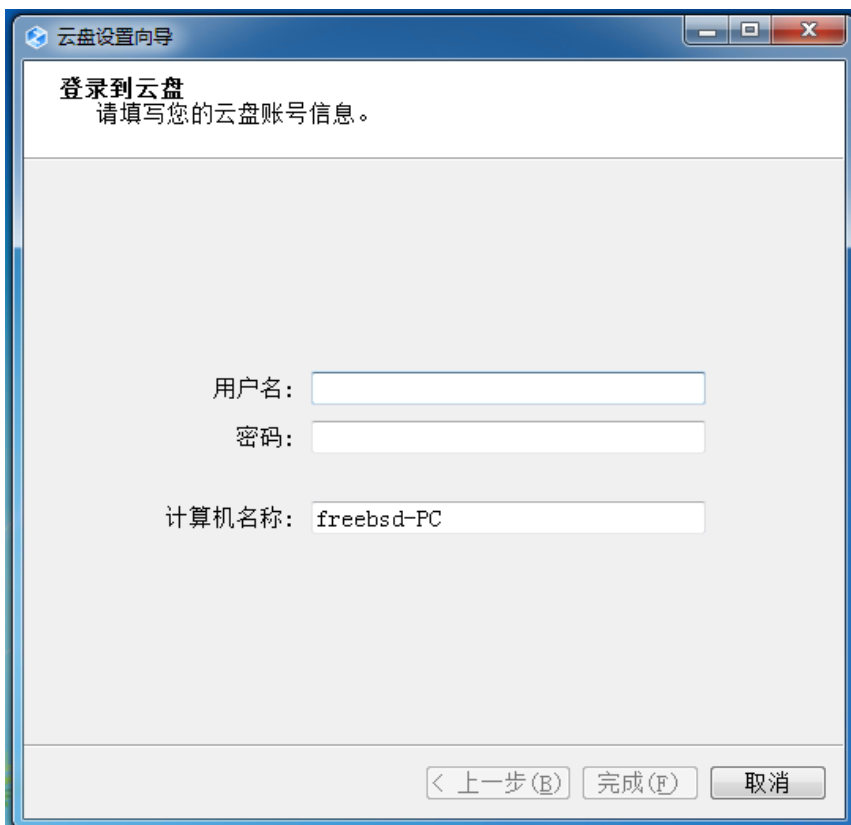 云盘设置向导
登录到云盘
请填写您的云盘账号信息。
用户名：
密码：
计算机名称： freebsd-PC
< 上一步(B) 完成(F) 取消